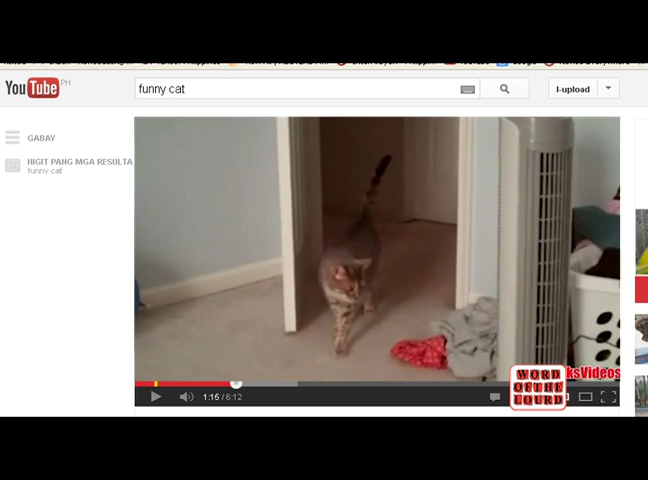 YouTube PH
funny cat
I-upload
GABAY
HIGIT PANG MGA RESULTA
funny cat
ksVideos
WORD
OF THE
LOURD
1:16 / 6:12